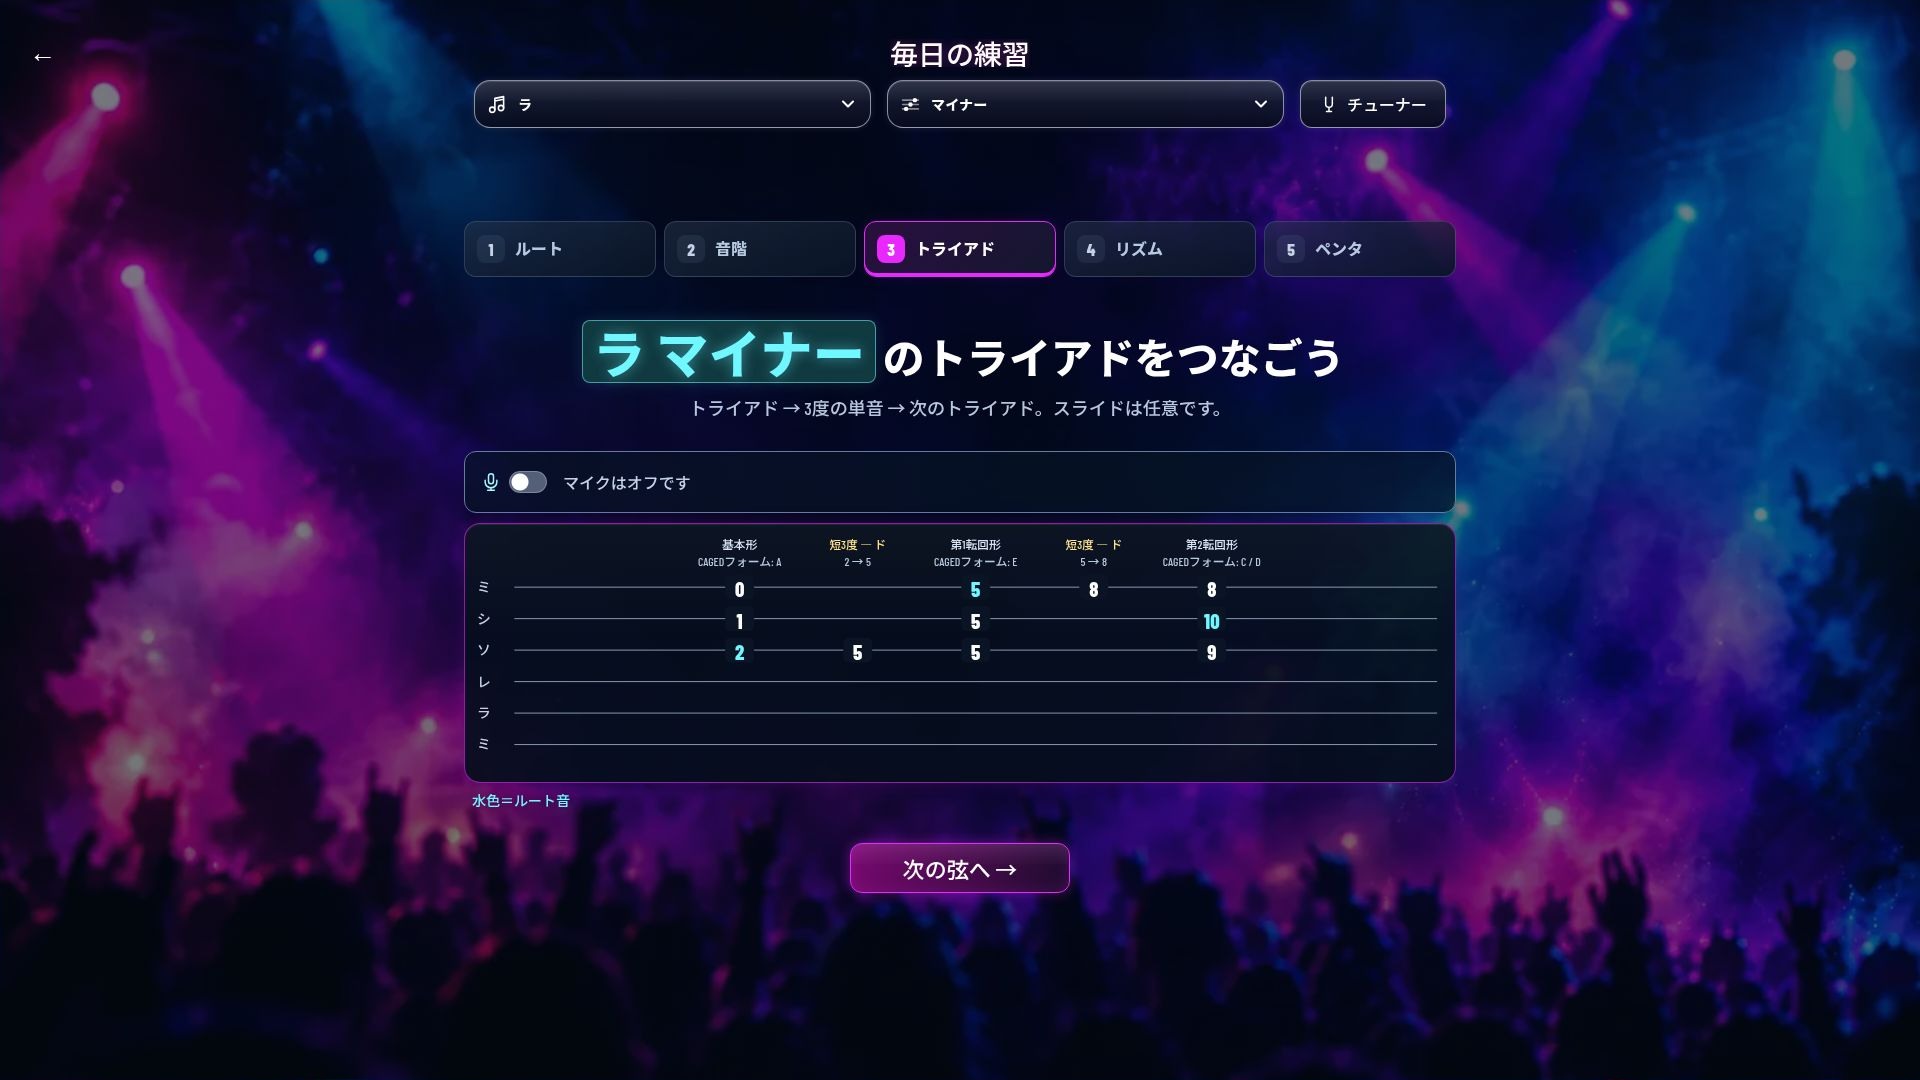 ←
毎日の練習
ラ
マイナー
チューナー
1 ルート
2 音階
3 トライアド
4 リズム
5 ペンタ
ラ マイナー のトライアドをつなごう
トライアド → 3度の単音 → 次のトライアド。スライドは任意です。
マイクはオフです
基本形 短3度 — ド 第1転回形 短3度 — ド 第2転回形
CAGEDフォーム: A 2 → 5 CAGEDフォーム: E 5 → 8 CAGEDフォーム: C / D
ミ 0 5 8 8
シ 1 5 10
ソ 2 5 5 9
レ
ラ
ミ
水色=ルート音
次の弦へ →